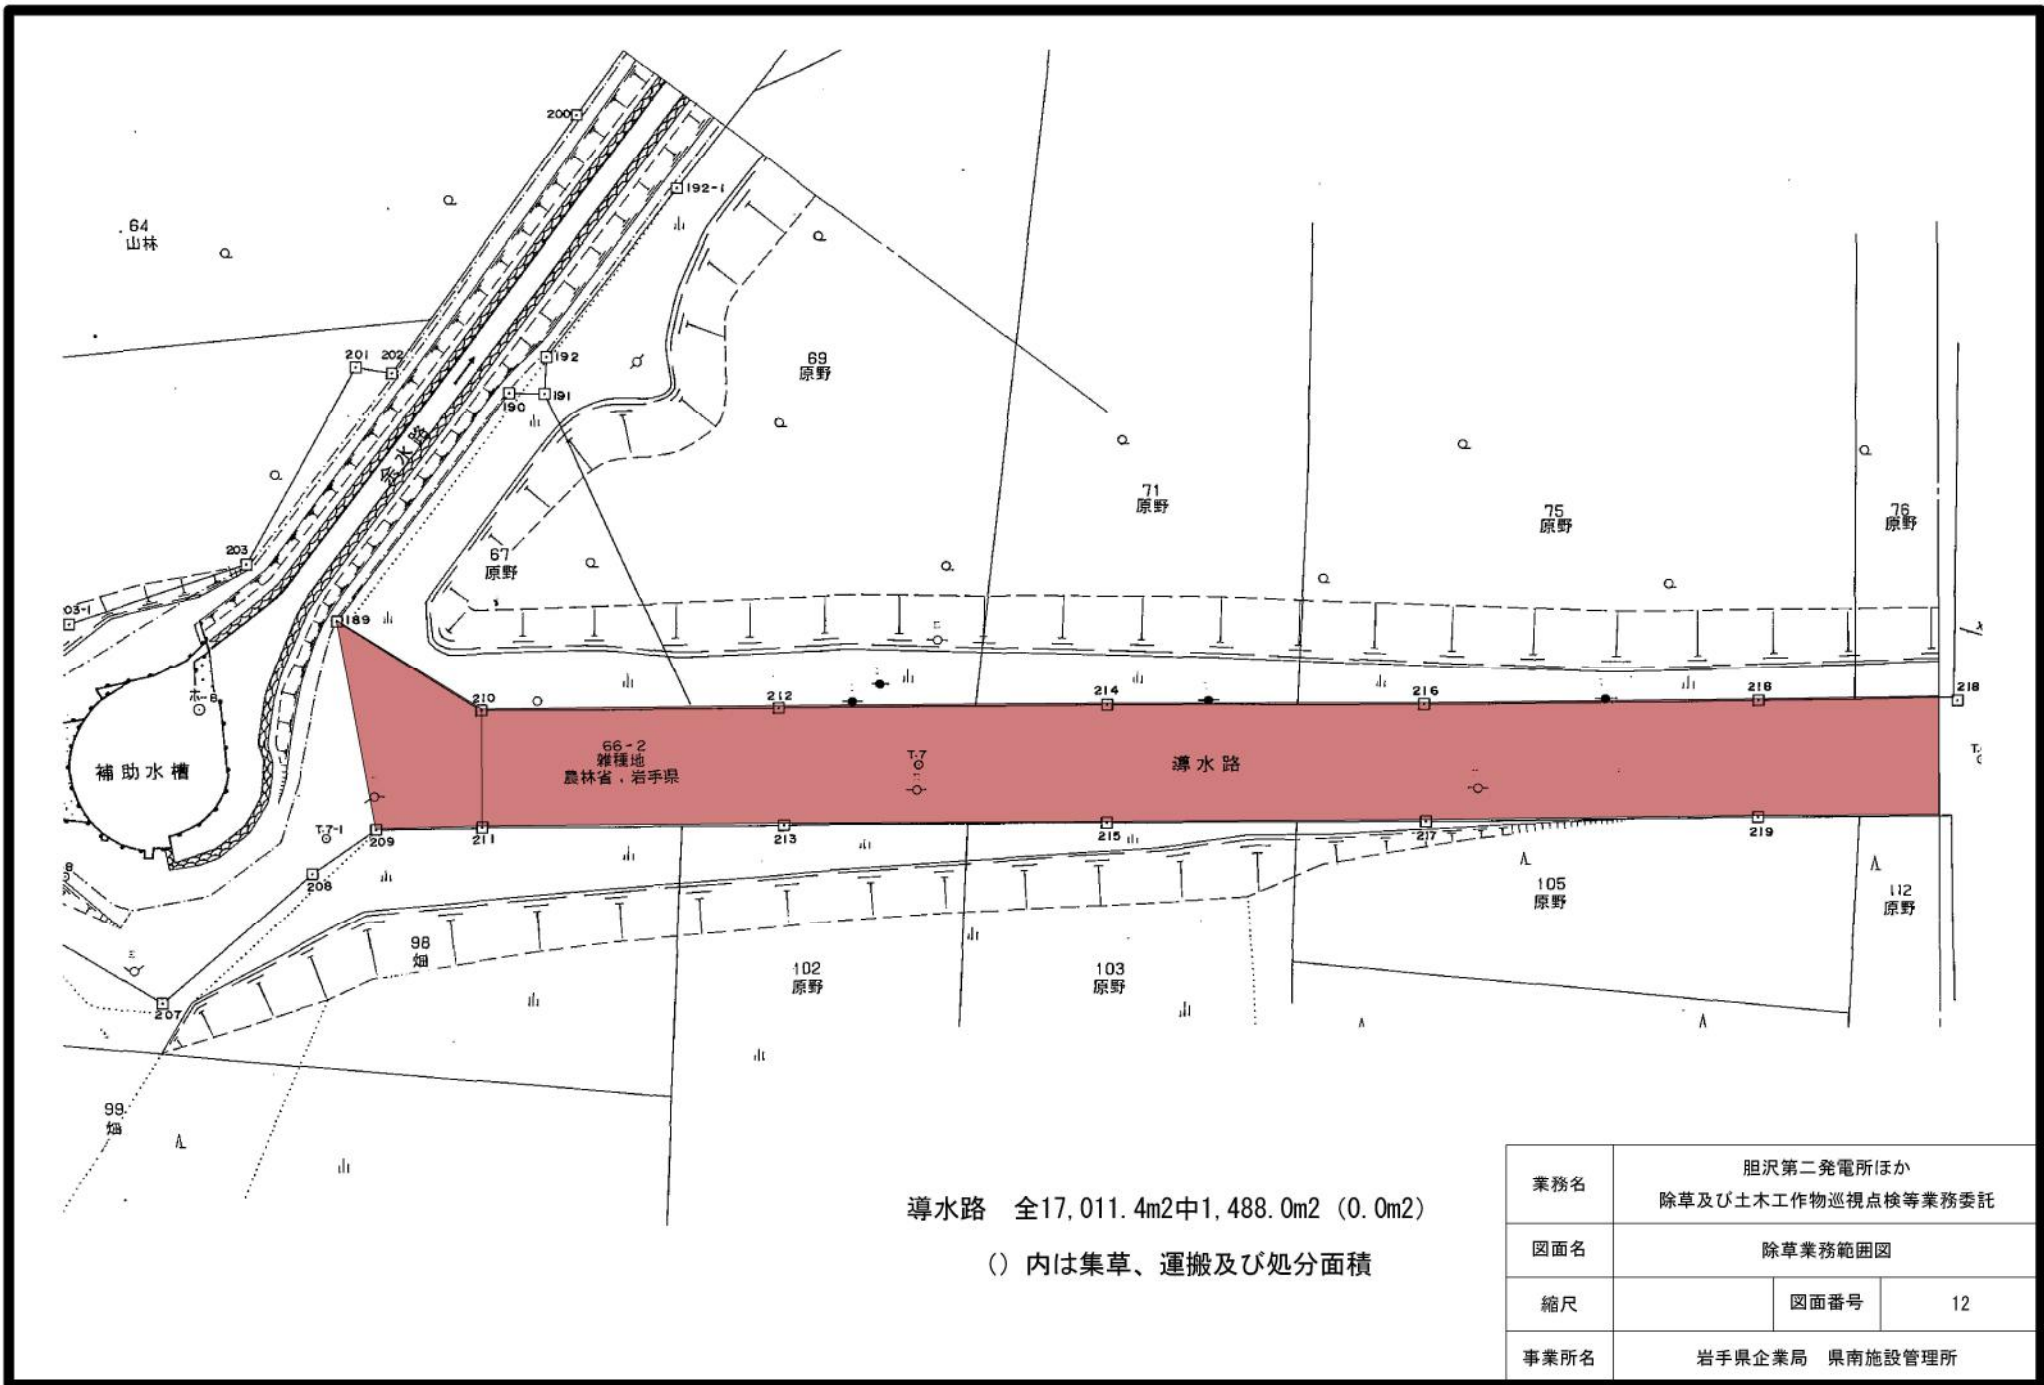 200
192-1
64
山林
201
202
192
69
原野
190
191
余水路
71
原野
75
原野
76
原野
203
67
原野
03-1
189
210
212
214
216
218
218
ホ-8
66-2
雑種地
農林省,岩手県
T.7
導水路
補助水槽
T.7-1
209
211
213
215
217
219
8
208
98
畑
102
原野
103
原野
105
原野
112
原野
207
99
畑
導水路 全17,011.4m2中1,488.0m2(0.0m2)
()内は集草、運搬及び処分面積
業務名
胆沢第二発電所ほか
除草及び土木工作物巡視点検等業務委託
図面名
除草業務範囲図
縮尺
図面番号
12
事業所名
岩手県企業局 県南施設管理所